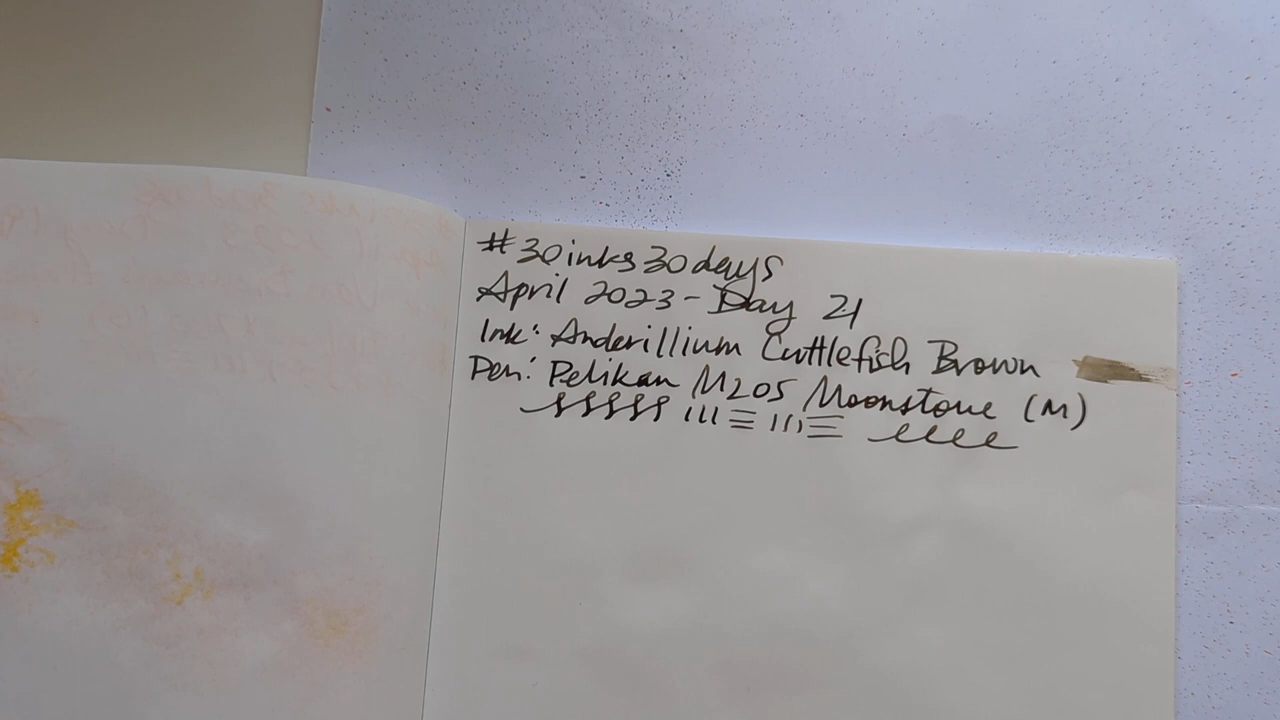 #30inks30days
April 2023 - Day 21
Ink: Anderillium Cuttlefish Brown
Pen: Pelikan M205 Moonstone (M)